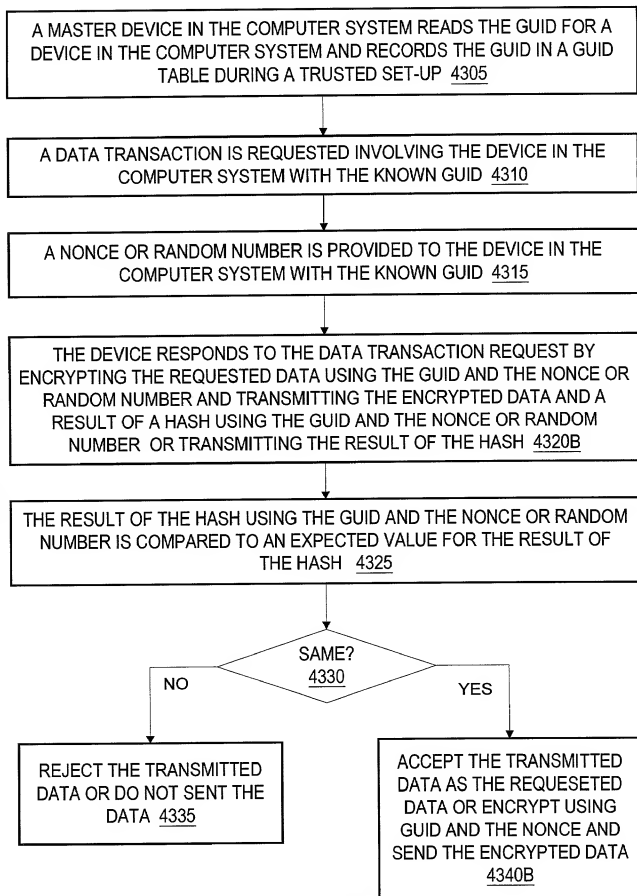 A MASTER DEVICE IN THE COMPUTER SYSTEM READS THE GUID FOR A
DEVICE IN THE COMPUTER SYSTEM AND RECORDS THE GUID IN A GUID
TABLE DURING A TRUSTED SET-UP 4305
A DATA TRANSACTION IS REQUESTED INVOLVING THE DEVICE IN THE
COMPUTER SYSTEM WITH THE KNOWN GUID 4310
A NONCE OR RANDOM NUMBER IS PROVIDED TO THE DEVICE IN THE
COMPUTER SYSTEM WITH THE KNOWN GUID 4315
THE DEVICE RESPONDS TO THE DATA TRANSACTION REQUEST BY
ENCRYPTING THE REQUESTED DATA USING THE GUID AND THE NONCE OR
RANDOM NUMBER AND TRANSMITTING THE ENCRYPTED DATA AND A
RESULT OF A HASH USING THE GUID AND THE NONCE OR RANDOM
NUMBER OR TRANSMITTING THE RESULT OF THE HASH 4320B
THE RESULT OF THE HASH USING THE GUID AND THE NONCE OR RANDOM
NUMBER IS COMPARED TO AN EXPECTED VALUE FOR THE RESULT OF
THE HASH 4325
SAME?
4330
NO
YES
REJECT THE TRANSMITTED
DATA OR DO NOT SENT THE
DATA 4335
ACCEPT THE TRANSMITTED
DATA AS THE REQUESETED
DATA OR ENCRYPT USING
GUID AND THE NONCE AND
SEND THE ENCRYPTED DATA
4340B